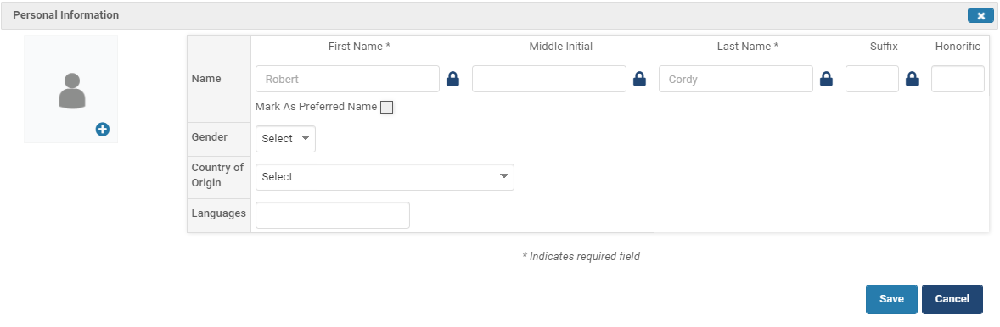 Personal Information
First Name * Middle Initial Last Name * Suffix Honorific
Name Robert Cordy
Mark As Preferred Name
Gender Select
Country of Origin Select
Languages
* Indicates required field
Save Cancel